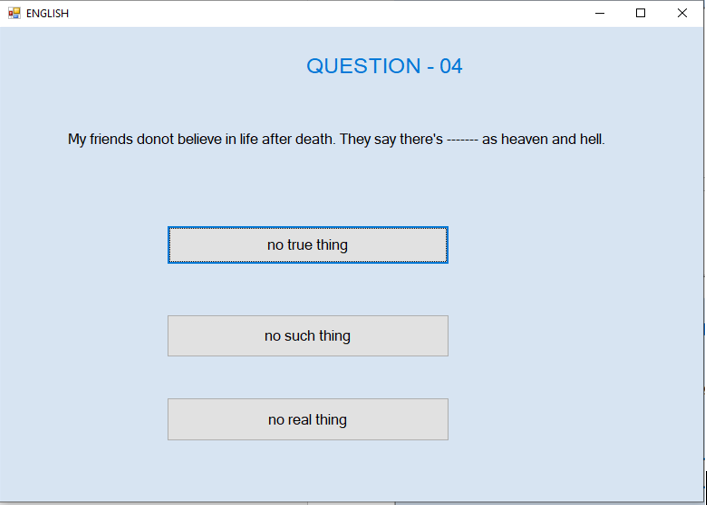 ENGLISH
QUESTION - 04
My friends donot believe in life after death. They say there's ------- as heaven and hell.
no true thing
no such thing
no real thing